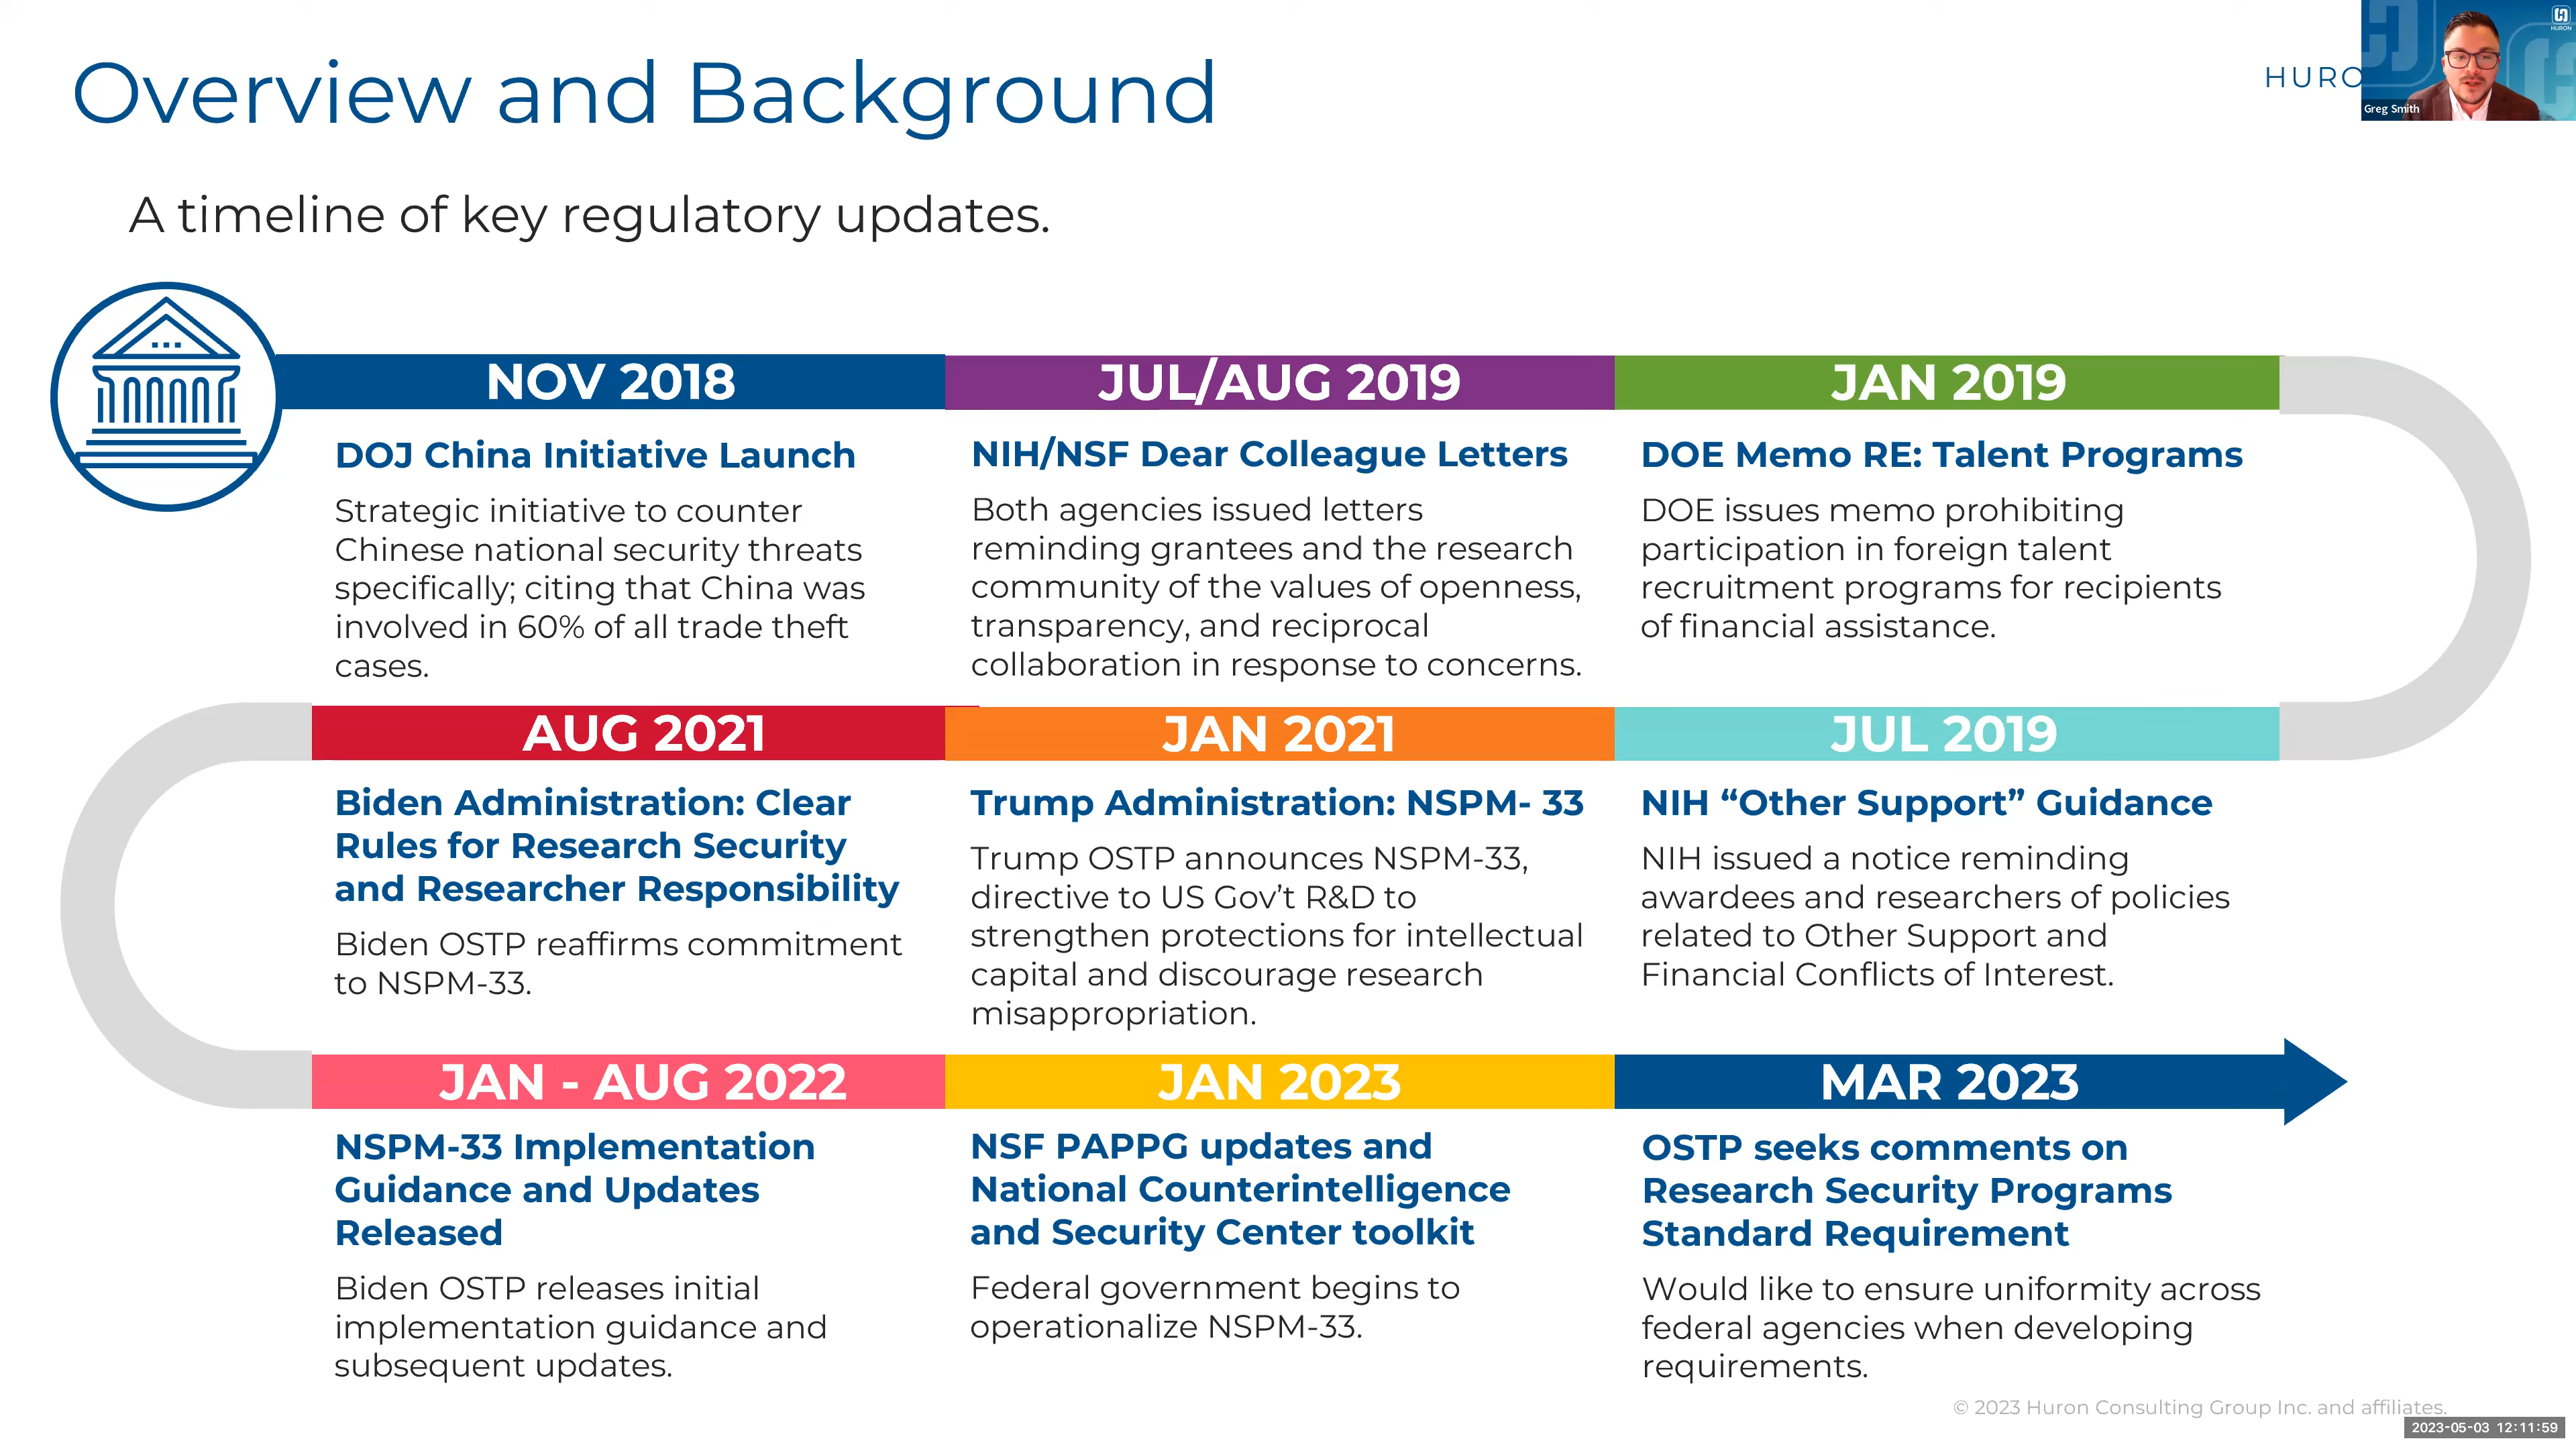 Overview and Background
HURO
HURON
Greg Smith
A timeline of key regulatory updates.
NOV 2018
DOJ China Initiative Launch
Strategic initiative to counter
Chinese national security threats
specifically; citing that China was
involved in 60% of all trade theft
cases.
JUL/AUG 2019
NIH/NSF Dear Colleague Letters
Both agencies issued letters
reminding grantees and the research
community of the values of openness,
transparency, and reciprocal
collaboration in response to concerns.
JAN 2019
DOE Memo RE: Talent Programs
DOE issues memo prohibiting
participation in foreign talent
recruitment programs for recipients
of financial assistance.
AUG 2021
Biden Administration: Clear
Rules for Research Security
and Researcher Responsibility
Biden OSTP reaffirms commitment
to NSPM-33.
JAN 2021
Trump Administration: NSPM- 33
Trump OSTP announces NSPM-33,
directive to US Gov’t R&D to
strengthen protections for intellectual
capital and discourage research
misappropriation.
JUL 2019
NIH “Other Support” Guidance
NIH issued a notice reminding
awardees and researchers of policies
related to Other Support and
Financial Conflicts of Interest.
JAN - AUG 2022
NSPM-33 Implementation
Guidance and Updates
Released
Biden OSTP releases initial
implementation guidance and
subsequent updates.
JAN 2023
NSF PAPPG updates and
National Counterintelligence
and Security Center toolkit
Federal government begins to
operationalize NSPM-33.
MAR 2023
OSTP seeks comments on
Research Security Programs
Standard Requirement
Would like to ensure uniformity across
federal agencies when developing
requirements.
© 2023 Huron Consulting Group Inc. and affiliates.
2023-05-03 12:11:59